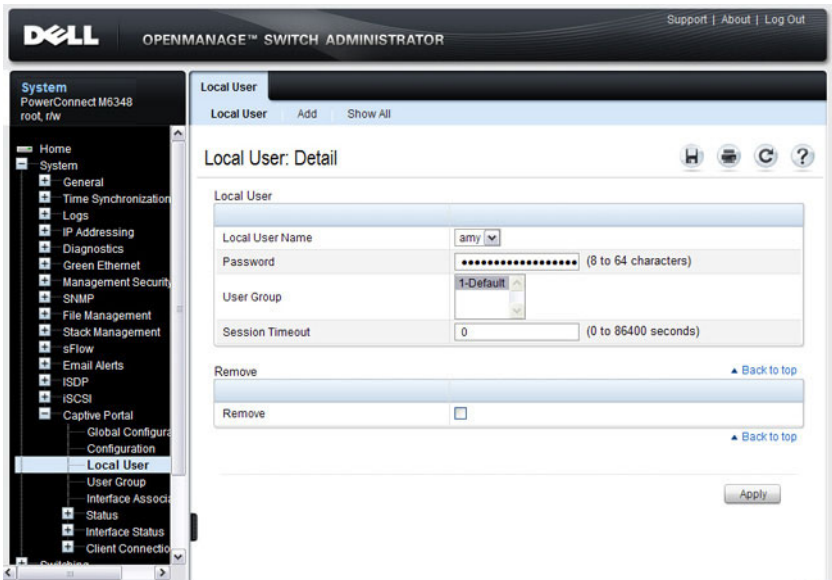 Support | About | Log Out
DELL
OPENMANAGE™ SWITCH ADMINISTRATOR
System
PowerConnect M6348
root, r/w
Home
System
General
Time Synchronization
Logs
IP Addressing
Diagnostics
Green Ethernet
Management Security
SNMP
File Management
Stack Management
sFlow
Email Alerts
ISDP
iSCSI
Captive Portal
Global Configura
Configuration
Local User
User Group
Interface Associa
Status
Interface Status
Client Connectio
Switching
Local User
Local User Add Show All
Local User: Detail
Local User
Local User Name amy
Password •••••••••••••••••• (8 to 64 characters)
User Group 1-Default
Session Timeout 0 (0 to 86400 seconds)
Remove Back to top
Remove
Back to top
Apply